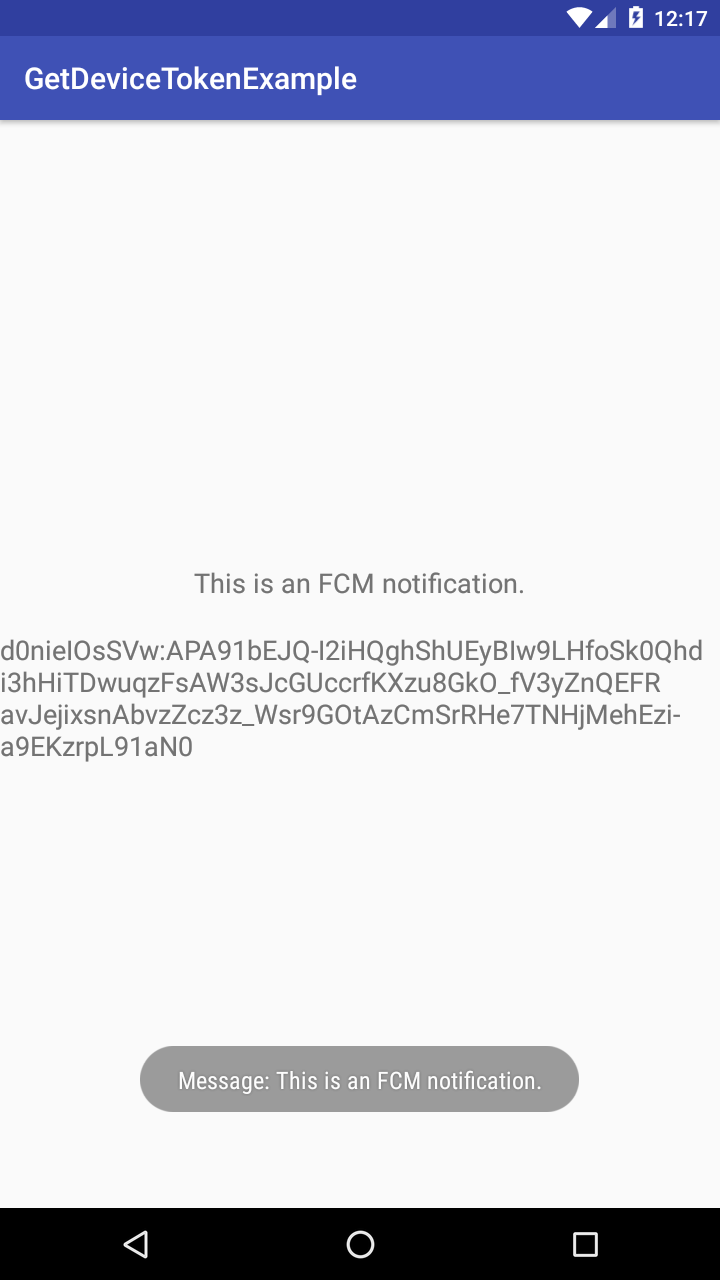 12:17
GetDeviceTokenExample
This is an FCM notification.
d0nieIOsSVw:APA91bEJQ-I2iHQghShUEyBIw9LHfoSk0Qhd
i3hHiTDwuqzFsAW3sJcGUccrfKXzu8GkO_fV3yZnQEFR
avJejixsnAbvzZcz3z_Wsr9GOtAzCmSrRHe7TNHjMehEzi-
a9EKzrpL91aN0
Message: This is an FCM notification.